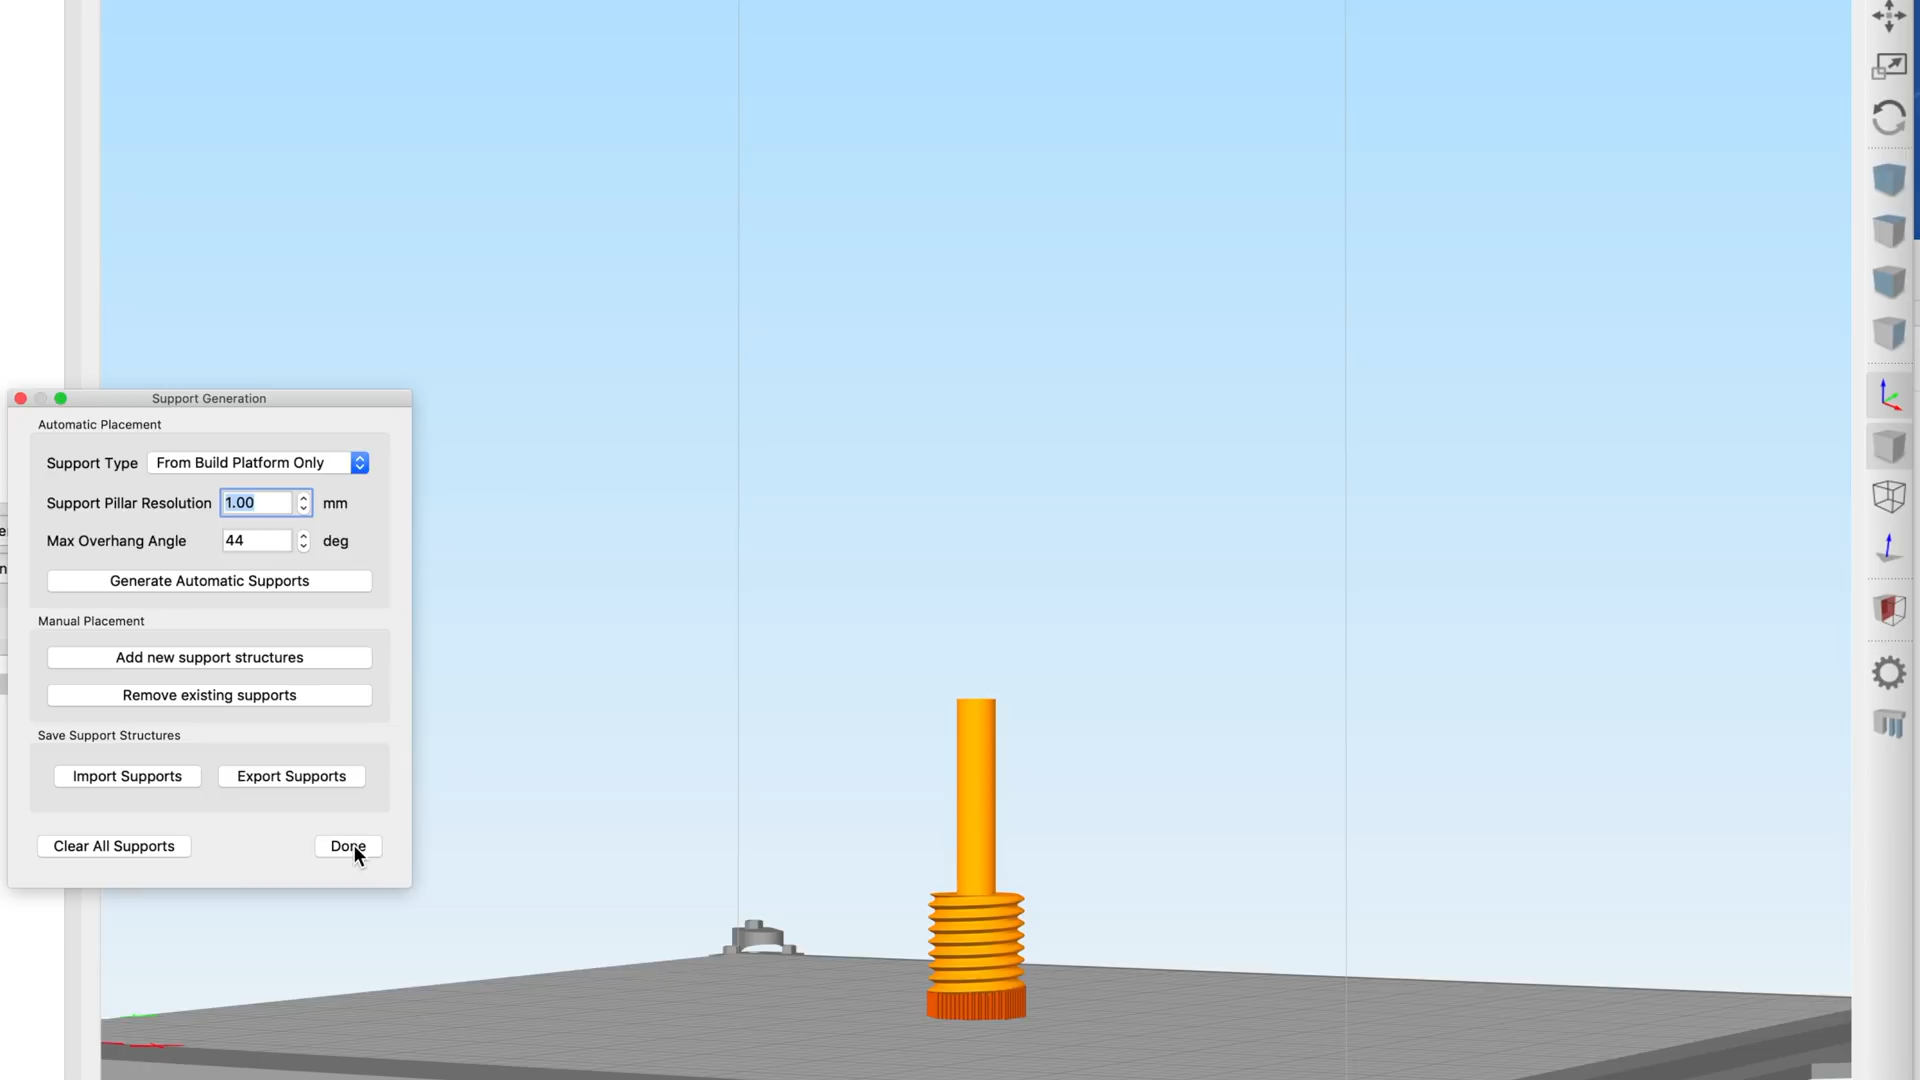 Support Generation
Automatic Placement
Support Type From Build Platform Only
Support Pillar Resolution 1.00 mm
Max Overhang Angle 44 deg
Generate Automatic Supports
Manual Placement
Add new support structures
Remove existing supports
Save Support Structures
Import Supports Export Supports
Clear All Supports Done